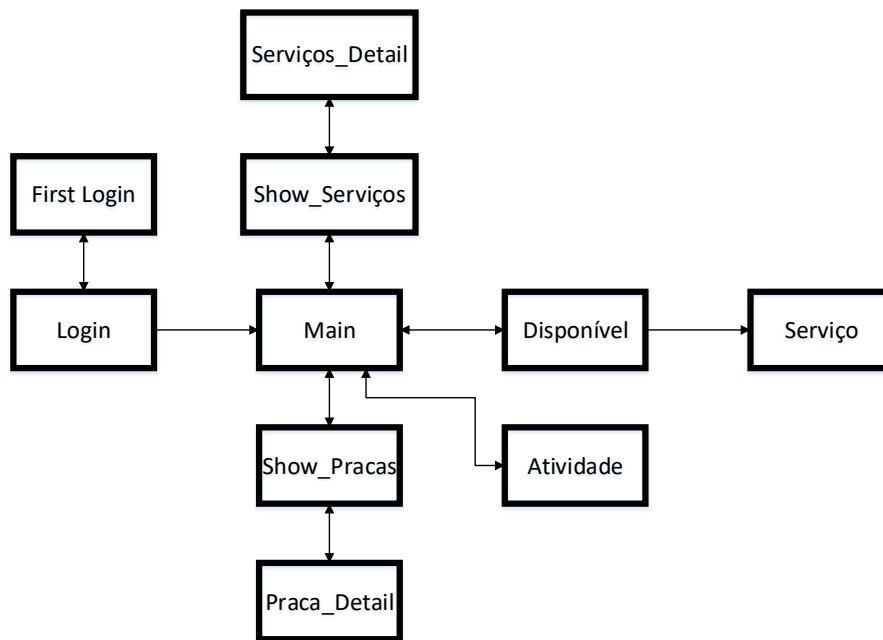 Serviços_Detail
First Login
Show_Serviços
Login
Main
Disponível
Serviço
Show_Pracas
Atividade
Praca_Detail